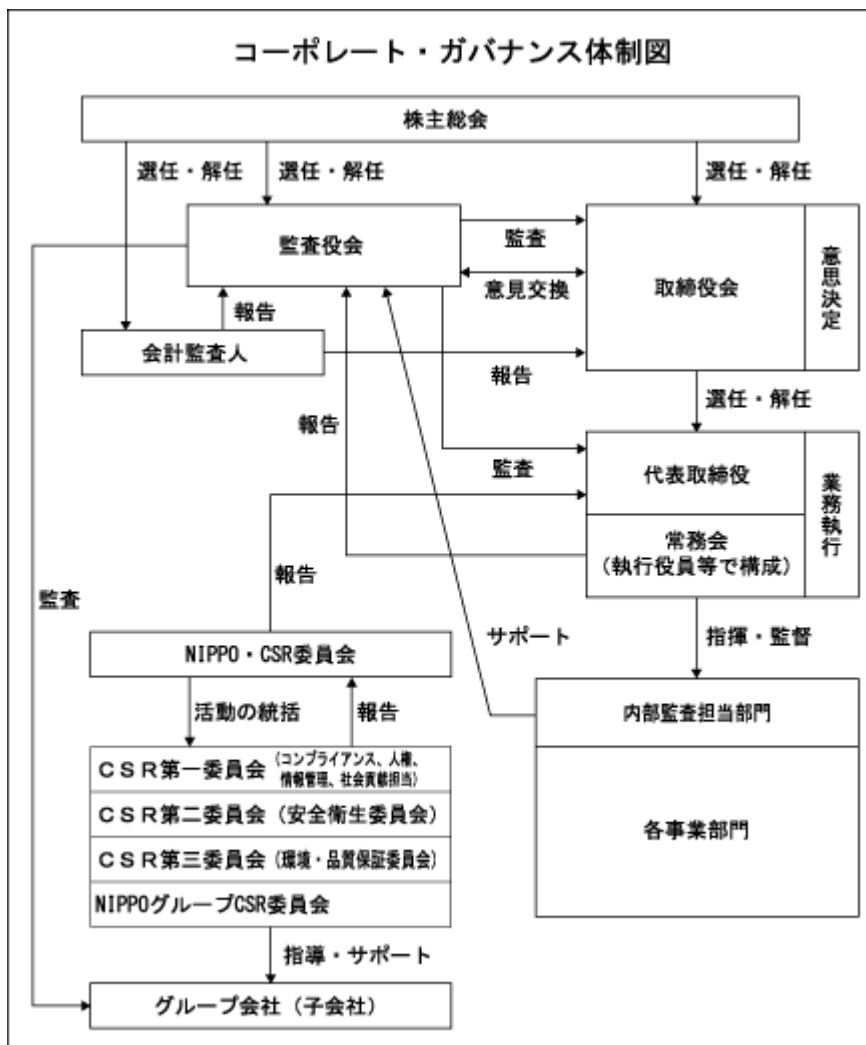 コーポレート・ガバナンス体制図
株主総会
選任・解任
選任・解任
選任・解任
監査役会
監査
意見交換
取締役会
意思決定
報告
会計監査人
報告
選任・解任
報告
監査
代表取締役
業務執行
常務会
(執行役員等で構成)
報告
監査
サポート
指揮・監督
NIPPO・CSR委員会
活動の統括
報告
内部監査担当部門
CSR第一委員会(コンプライアンス、人権、
情報管理、社会貢献担当)
CSR第二委員会(安全衛生委員会)
各事業部門
CSR第三委員会(環境・品質保証委員会)
NIPPOグループCSR委員会
指導・サポート
グループ会社(子会社)